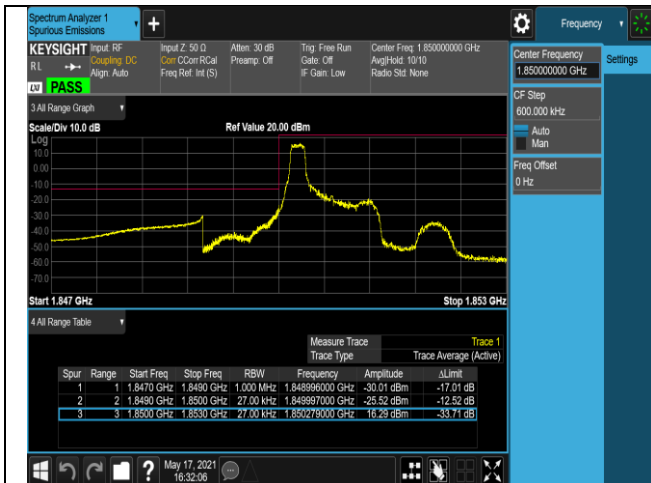 Spectrum Analyzer 1
Spurious Emissions
Frequency
KEYSIGHT
RL
LXI
PASS
Input: RF
Coupling: DC
Align: Auto
Input Z: 50 Ω
Corr CCorr RCal
Freq Ref: Int (S)
Atten: 30 dB
Preamp: Off
Trig: Free Run
Gate: Off
IF Gain: Low
Center Freq: 1.850000000 GHz
Avg|Hold: 10/10
Radio Std: None
Center Frequency
1.850000000 GHz
Settings
CF Step
600.000 kHz
Auto
Man
Freq Offset
0 Hz
3 All Range Graph
Scale/Div 10.0 dB
Ref Value 20.00 dBm
Log
10.0
0.00
-10.0
-20.0
-30.0
-40.0
-50.0
-60.0
-70.0
Start 1.847 GHz
Stop 1.853 GHz
4 All Range Table
Measure Trace Trace 1
Trace Type Trace Average (Active)
Spur Range Start Freq Stop Freq RBW Frequency Amplitude ΔLimit
1 1 1.8470 GHz 1.8490 GHz 1.000 MHz 1.848996000 GHz -30.01 dBm -17.01 dB
2 2 1.8490 GHz 1.8500 GHz 27.00 kHz 1.849997000 GHz -25.52 dBm -12.52 dB
3 3 1.8500 GHz 1.8530 GHz 27.00 kHz 1.850279000 GHz 16.29 dBm -33.71 dB
May 17, 2021
16:32:06